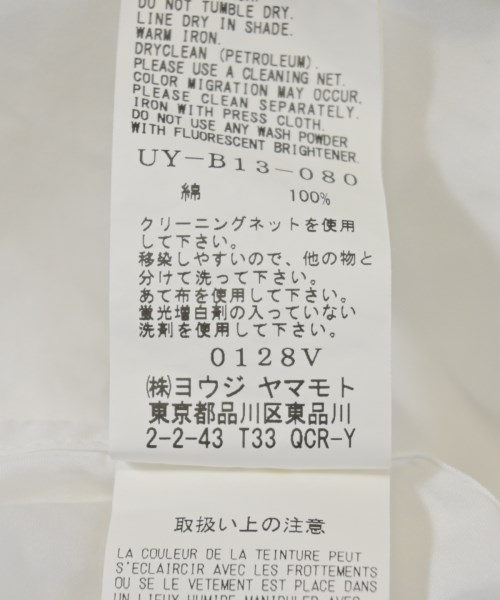 DO NOT TUMBLE DRY.
LINE DRY IN SHADE.
WARM IRON.
DRYCLEAN (PETROLEUM).
PLEASE USE A CLEANING NET.
COLOR MIGRATION MAY OCCUR.
PLEASE CLEAN SEPARATELY.
IRON WITH PRESS CLOTH.
DO NOT USE ANY WASH POWDER
WITH FLUORESCENT BRIGHTENER.
UY-B13-080
綿 100%
クリーニングネットを使用
して下さい。
移染しやすいので、他の物と
分けて洗って下さい。
あて布を使用して下さい。
蛍光増白剤の入っていない
洗剤を使用して下さい。
0128V
㈱ヨウジ ヤマモト
東京都品川区東品川
2-2-43 T33 QCR-Y
取扱い上の注意
LA COULEUR DE LA TEINTURE PEUT
S'ECLAIRCIR AVEC LES FROTTEMENTS
OU SE LE VETEMENT EST PLACE DANS
UN LIEUX HUMIDE MANIPULER AVEC